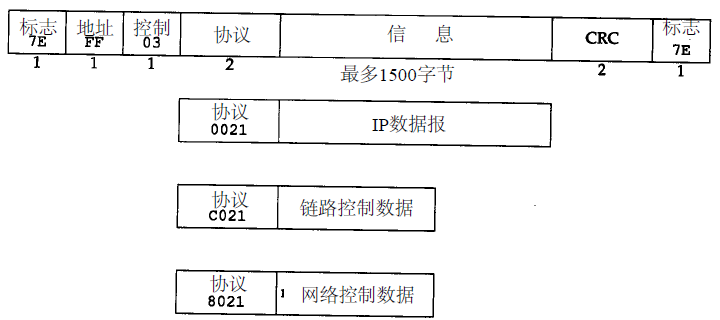 标志 地址 控制 协议 信 息 CRC 标志
7E FF 03 7E
1 1 1 2 2 1
最多1500字节
协议 IP数据报
0021
协议 链路控制数据
C021
协议 网络控制数据
8021